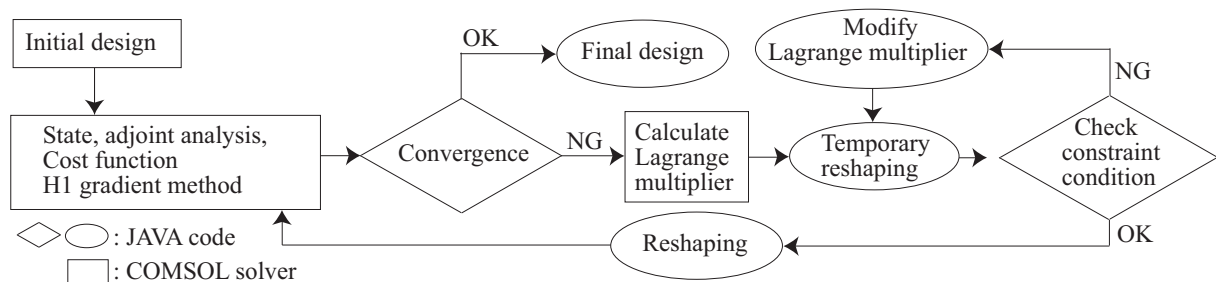 Initial design
State, adjoint analysis,
Cost function
H1 gradient method
OK
Final design
Convergence
NG
Calculate
Lagrange
multiplier
Modify
Lagrange multiplier
Temporary
reshaping
NG
Check
constraint
condition
OK
Reshaping
: JAVA code
: COMSOL solver